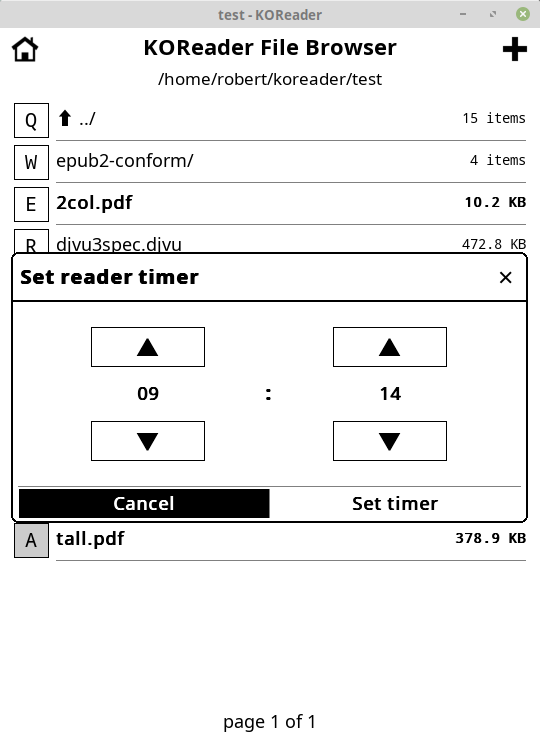 test - KOReader
KOReader File Browser
/home/robert/koreader/test
Q ../ 15 items
W epub2-conform/ 4 items
E 2col.pdf 10.2 KB
R djvu3spec.djvu 472.8 KB
Set reader timer
09 : 14
Cancel Set timer
A tall.pdf 378.9 KB
page 1 of 1